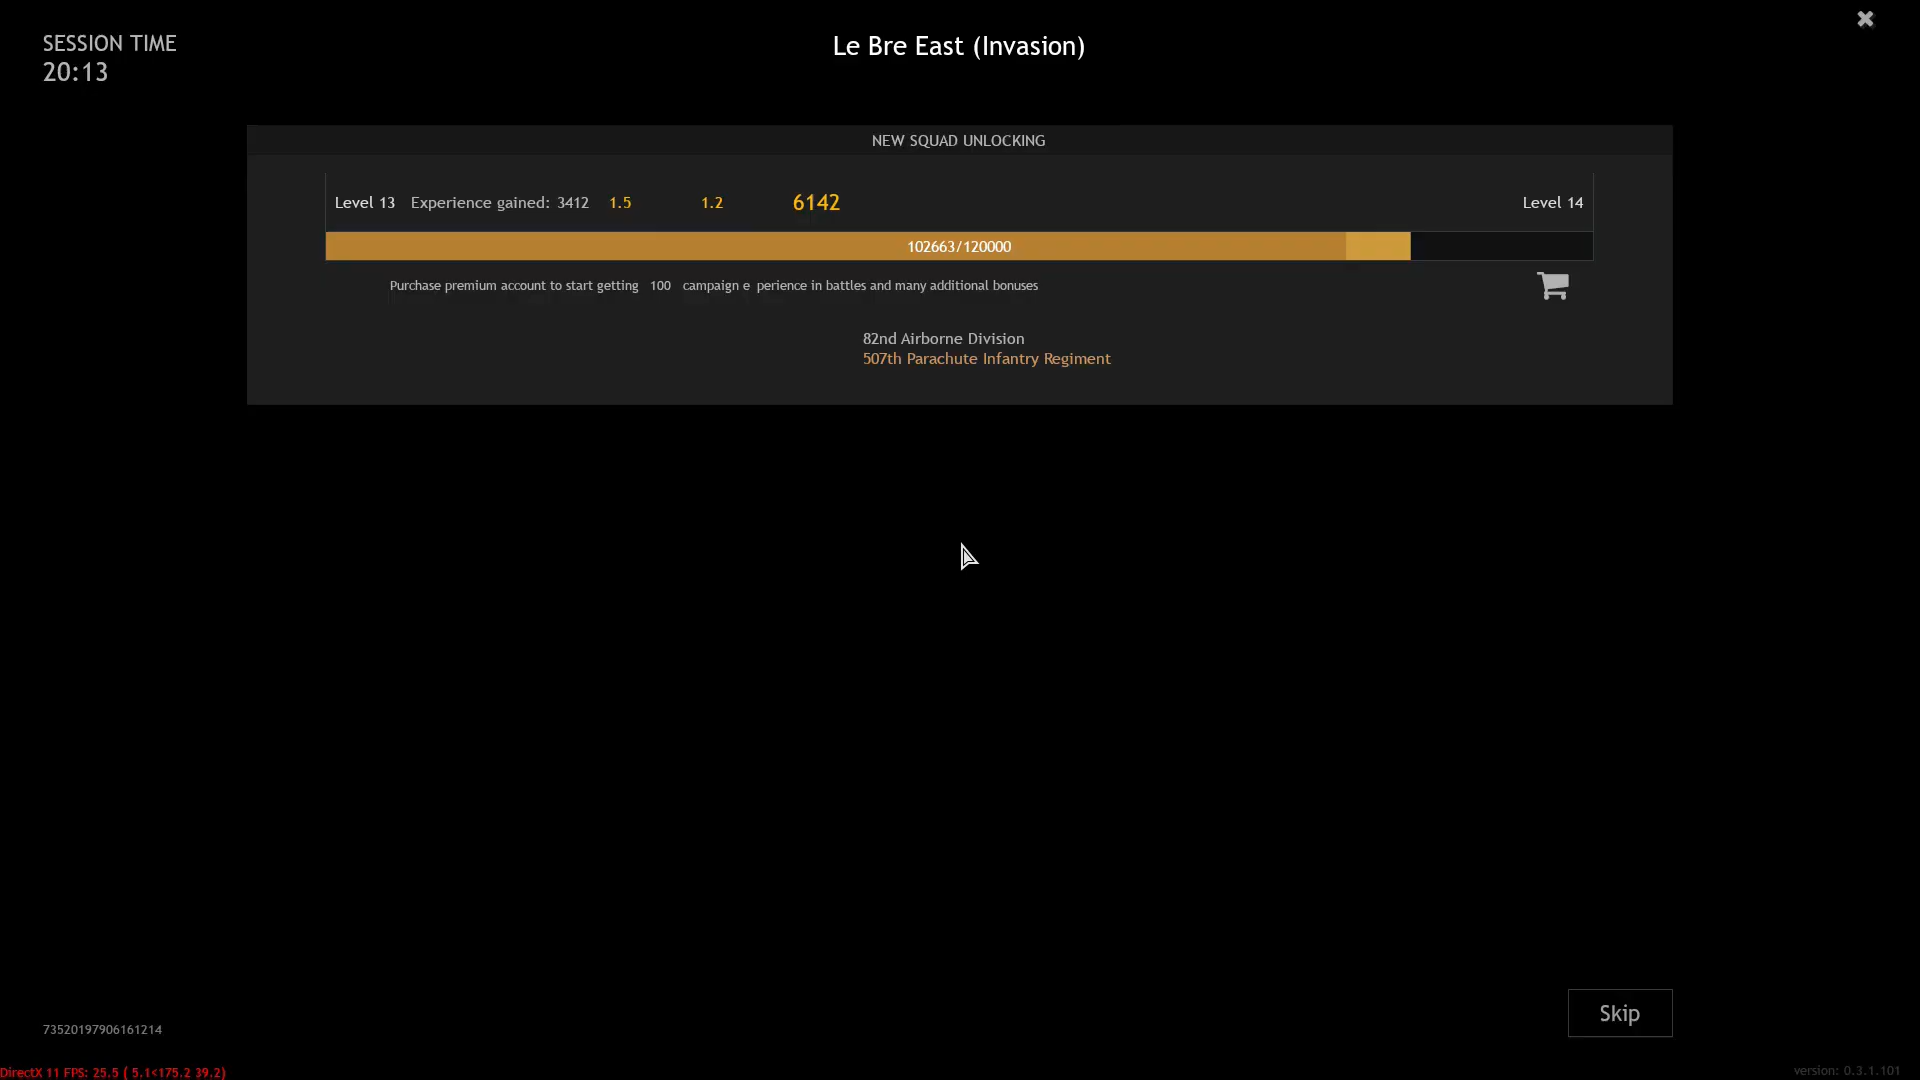 SESSION TIME
20:13
Le Bre East (Invasion)
NEW SQUAD UNLOCKING
Level 13 Experience gained: 3412 1.5 1.2 6142 Level 14
102663/120000
Purchase premium account to start getting 100 campaign e perience in battles and many additional bonuses
82nd Airborne Division
507th Parachute Infantry Regiment
Skip
73520197906161214
DirectX 11 FPS: 25.5 ( 5.1<175.2 39.2)
version: 0.3.1.101